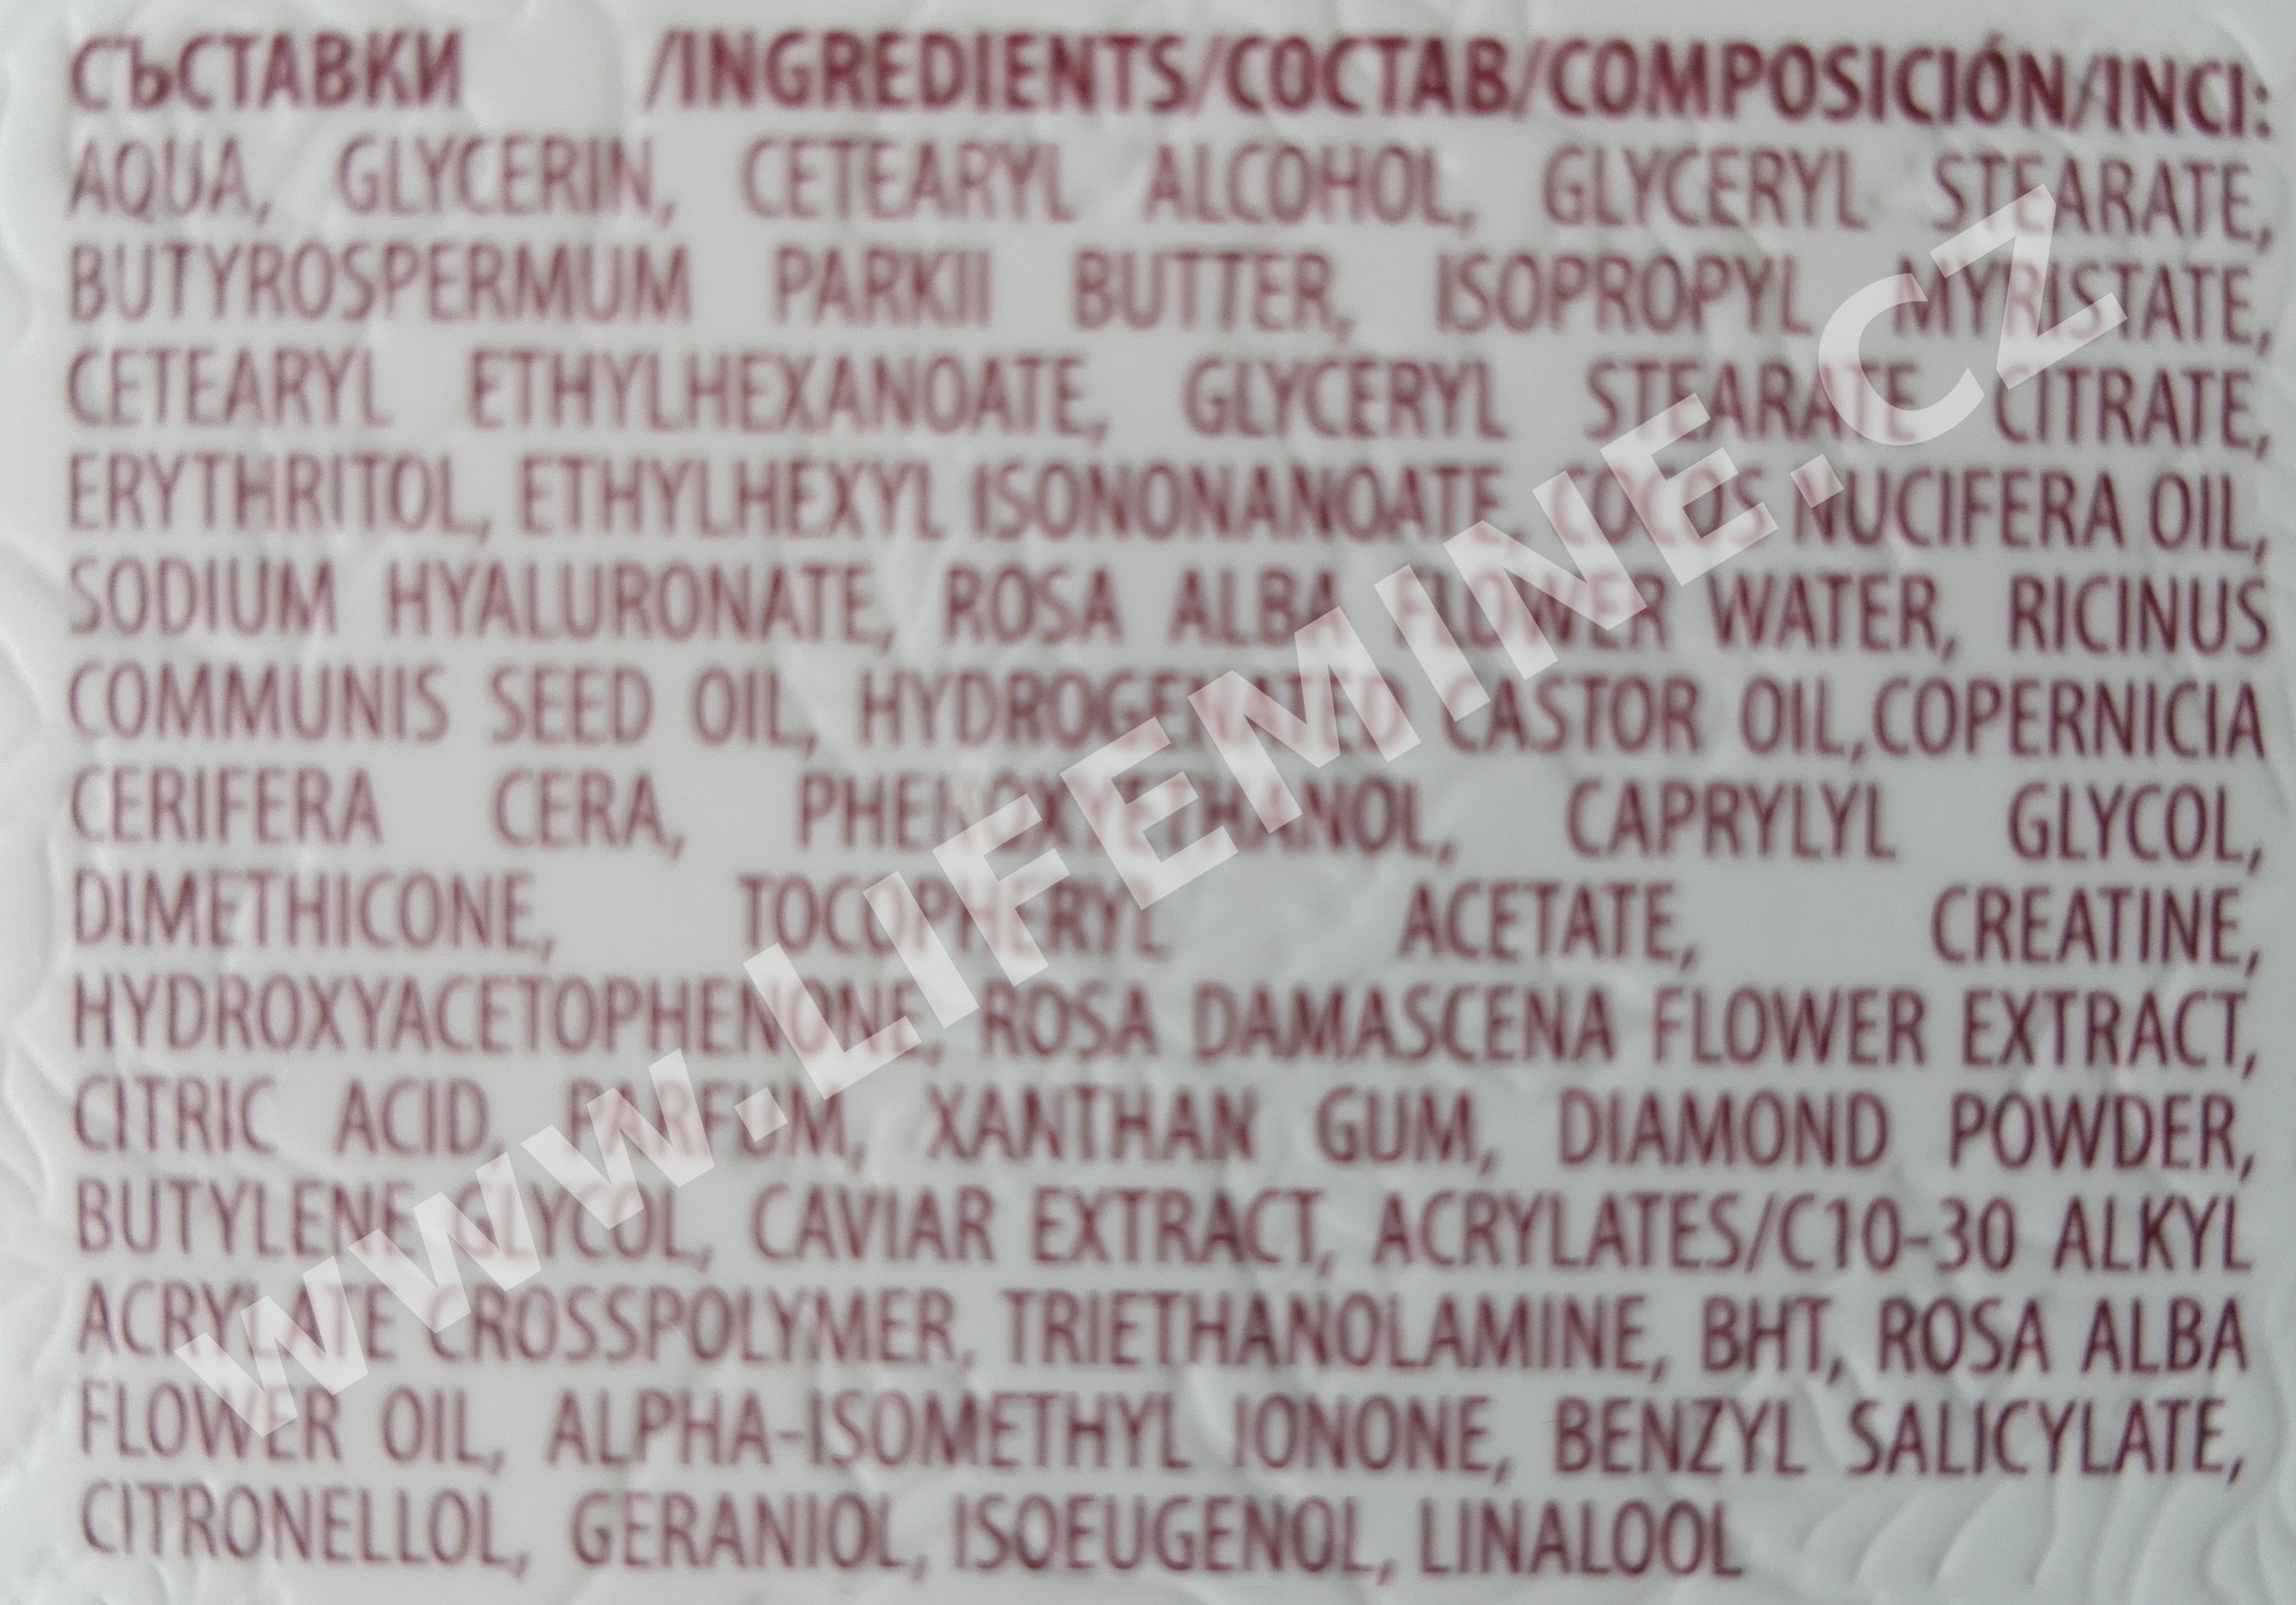 СЪСТАВКИ /INGREDIENTS/СОСТАВ/COMPOSICIÓN/INCI:
AQUA, GLYCERIN, CETEARYL ALCOHOL, GLYCERYL STEARATE,
BUTYROSPERMUM PARKII BUTTER, ISOPROPYL MYRISTATE,
CETEARYL ETHYLHEXANOATE, GLYCERYL STEARATE CITRATE,
ERYTHRITOL, ETHYLHEXYL ISONONANOATE, COCOS NUCIFERA OIL,
SODIUM HYALURONATE, ROSA ALBA FLOWER WATER, RICINUS
COMMUNIS SEED OIL, HYDROGENATED CASTOR OIL,COPERNICIA
CERIFERA CERA, PHENOXYETHANOL, CAPRYLYL GLYCOL,
DIMETHICONE, TOCOPHERYL ACETATE, CREATINE,
HYDROXYACETOPHENONE, ROSA DAMASCENA FLOWER EXTRACT,
CITRIC ACID, PARFUM, XANTHAN GUM, DIAMOND POWDER,
BUTYLENE GLYCOL, CAVIAR EXTRACT, ACRYLATES/C10-30 ALKYL
ACRYLATE CROSSPOLYMER, TRIETHANOLAMINE, BHT, ROSA ALBA
FLOWER OIL, ALPHA-ISOMETHYL IONONE, BENZYL SALICYLATE,
CITRONELLOL, GERANIOL, ISOEUGENOL, LINALOOL
www.LIFEMINE.CZ